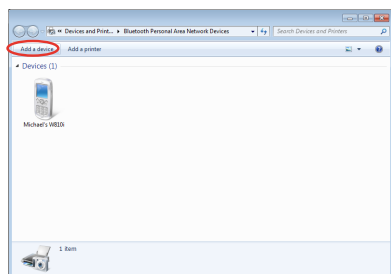 « Devices and Print... ▸ Bluetooth Personal Area Network Devices
Search Devices and Printers
Add a device
Add a printer
Devices (1)
Michael's W810i
1 item